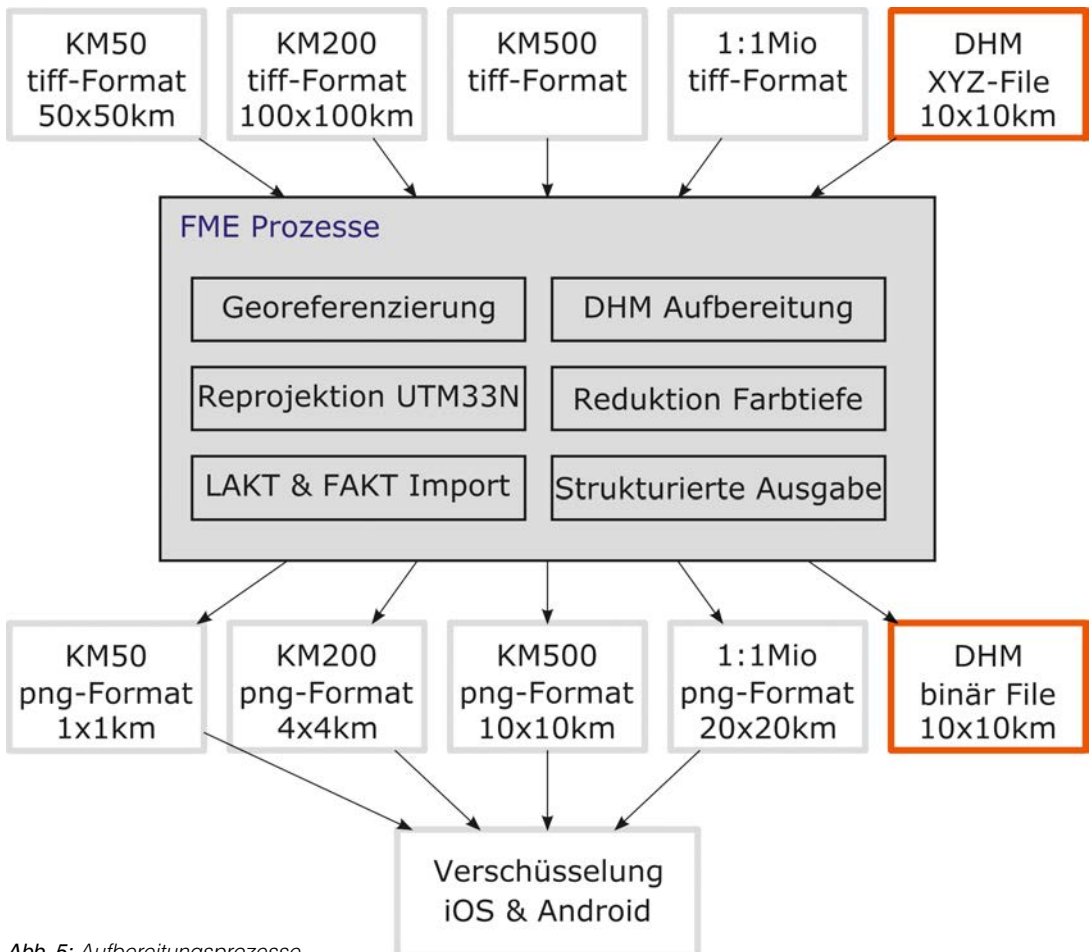 KM50
tiff-Format
50x50km
KM200
tiff-Format
100x100km
KM500
tiff-Format
1:1Mio
tiff-Format
DHM
XYZ-File
10x10km
FME Prozesse
Georeferenzierung
DHM Aufbereitung
Reprojektion UTM33N
Reduktion Farbtiefe
LAKT & FAKT Import
Strukturierte Ausgabe
KM50
png-Format
1x1km
KM200
png-Format
4x4km
KM500
png-Format
10x10km
1:1Mio
png-Format
20x20km
DHM
binär File
10x10km
Verschüsselung
iOS & Android
Abb. 5: Aufbereitungsprozesse